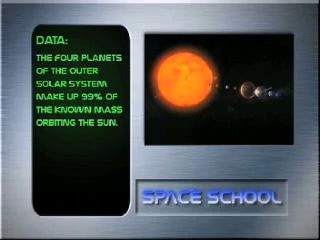 DATA:
THE FOUR PLANETS
OF THE OUTER
SOLAR SYSTEM
MAKE UP 99% OF
THE KNOWN MASS
ORBITING THE SUN.
SPACE SCHOOL